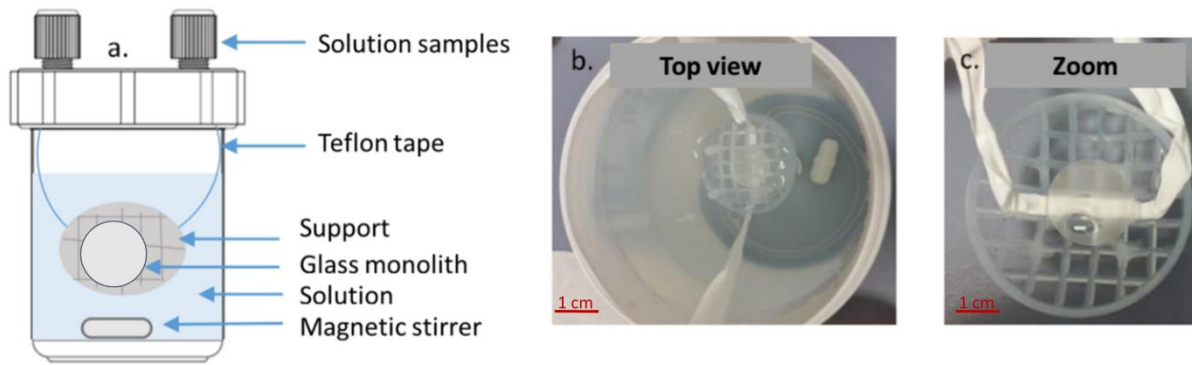 a.
Solution samples
Teflon tape
Support
Glass monolith
Solution
Magnetic stirrer
b.
Top view
1 cm
c.
Zoom
1 cm